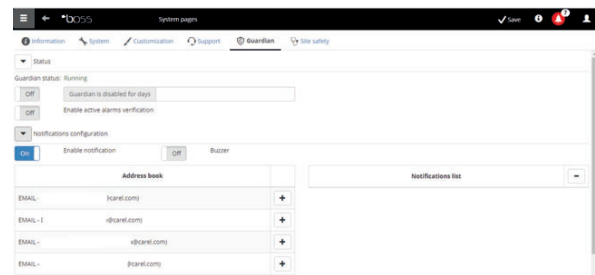 boss System pages Save
Information System Customization Support Guardian Site safety
Status
Guardian status: Running
Off Guardian is disabled for days
Off Enable active alarms verification
Notifications configuration
On Enable notification Off Buzzer
Address book Notifications list
EMAIL - carel.com) +
EMAIL - I @carel.com) +
EMAIL - @carel.com) +
EMAIL - carel.com) +